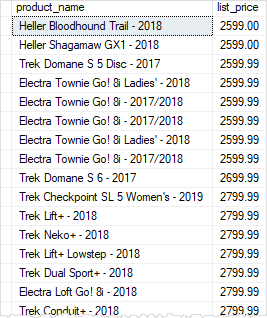 product_name list_price
Heller Bloodhound Trail - 2018 2599.00
Heller Shagamaw GX1 - 2018 2599.00
Trek Domane S 5 Disc - 2017 2599.99
Electra Townie Go! 8i Ladies' - 2018 2599.99
Electra Townie Go! 8i - 2017/2018 2599.99
Electra Townie Go! 8i - 2017/2018 2599.99
Electra Townie Go! 8i Ladies' - 2018 2599.99
Electra Townie Go! 8i - 2017/2018 2599.99
Trek Domane S 6 - 2017 2699.99
Trek Checkpoint SL 5 Women's - 2019 2799.99
Trek Lift+ - 2018 2799.99
Trek Neko+ - 2018 2799.99
Trek Lift+ Lowstep - 2018 2799.99
Trek Dual Sport+ - 2018 2799.99
Electra Loft Go! 8i - 2018 2799.99
Trek Conduit+ - 2018 2799.99